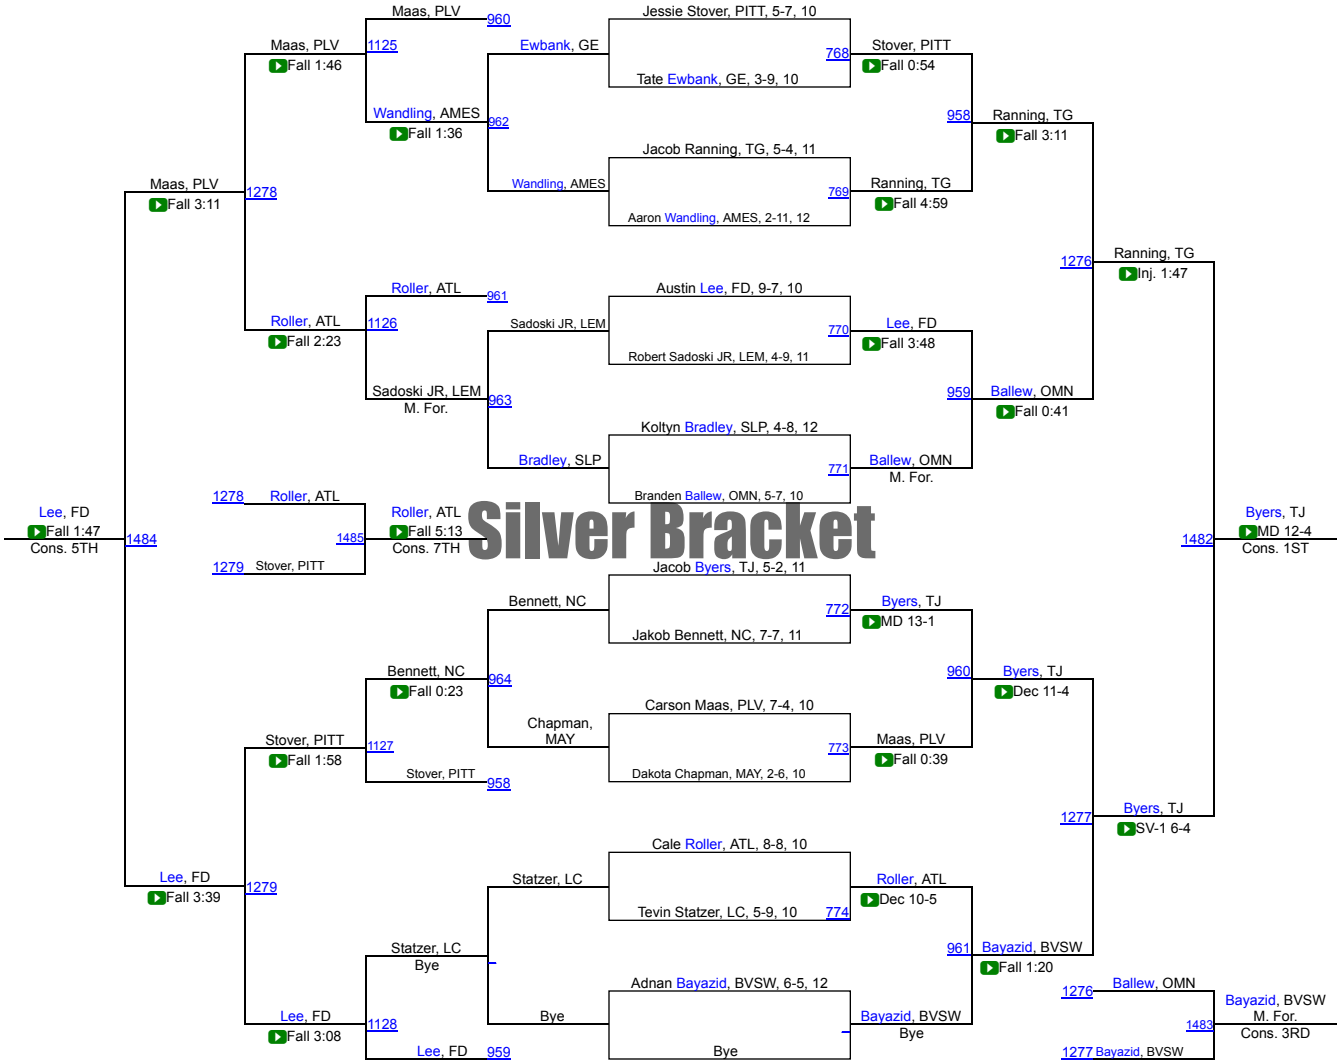 Maas, PLV
960
Jessie Stover, PITT, 5-7, 10
Maas, PLV
1125
Fall 1:46
Ewbank, GE
768
Stover, PITT
Fall 0:54
Tate Ewbank, GE, 3-9, 10
Wandling, AMES
962
Fall 1:36
958
Ranning, TG
Fall 3:11
Jacob Ranning, TG, 5-4, 11
Maas, PLV
1278
Fall 3:11
Wandling, AMES
769
Ranning, TG
Fall 4:59
Aaron Wandling, AMES, 2-11, 12
1276
Ranning, TG
Inj. 1:47
Roller, ATL
961
Austin Lee, FD, 9-7, 10
Roller, ATL
1126
Fall 2:23
Sadoski JR, LEM
770
Lee, FD
Fall 3:48
Robert Sadoski JR, LEM, 4-9, 11
Sadoski JR, LEM
963
M. For.
959
Ballew, OMN
Fall 0:41
Koltyn Bradley, SLP, 4-8, 12
Bradley, SLP
771
Ballew, OMN
M. For.
Branden Ballew, OMN, 5-7, 10
1278
Roller, ATL
Lee, FD
Fall 1:47
Cons. 5TH
1484
1485
Roller, ATL
Fall 5:13
Cons. 7TH
Silver Bracket
1482
Byers, TJ
MD 12-4
Cons. 1ST
1279
Stover, PITT
Jacob Byers, TJ, 5-2, 11
Bennett, NC
772
Byers, TJ
MD 13-1
Jakob Bennett, NC, 7-7, 11
Bennett, NC
964
Fall 0:23
960
Byers, TJ
Dec 11-4
Carson Maas, PLV, 7-4, 10
Chapman,
MAY
773
Maas, PLV
Fall 0:39
Stover, PITT
1127
Fall 1:58
Stover, PITT
958
Dakota Chapman, MAY, 2-6, 10
1277
Byers, TJ
SV-1 6-4
Cale Roller, ATL, 8-8, 10
Lee, FD
1279
Fall 3:39
Statzer, LC
Roller, ATL
Dec 10-5
Tevin Statzer, LC, 5-9, 10
774
Statzer, LC
Bye
961
Bayazid, BVSW
Fall 1:20
Adnan Bayazid, BVSW, 6-5, 12
1276
Ballew, OMN
Lee, FD
1128
Fall 3:08
Bye
Bayazid, BVSW
Bye
1483
Bayazid, BVSW
M. For.
Cons. 3RD
Lee, FD
959
Bye
1277
Bayazid, BVSW